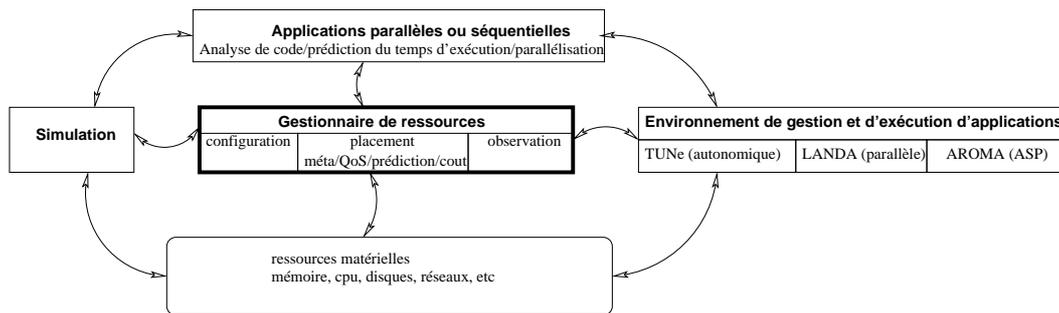 Applications parallèles ou séquentielles
Analyse de code/prédiction du temps d'exécution/parallélisation
Simulation
Gestionnaire de ressources
configuration
placement
méta/QoS/prédiction/cout
observation
Environnement de gestion et d'exécution d'applications
TUNe (autonomique)
LANDA (parallèle)
AROMA (ASP)
ressources matérielles
mémoire, cpu, disques, réseaux, etc